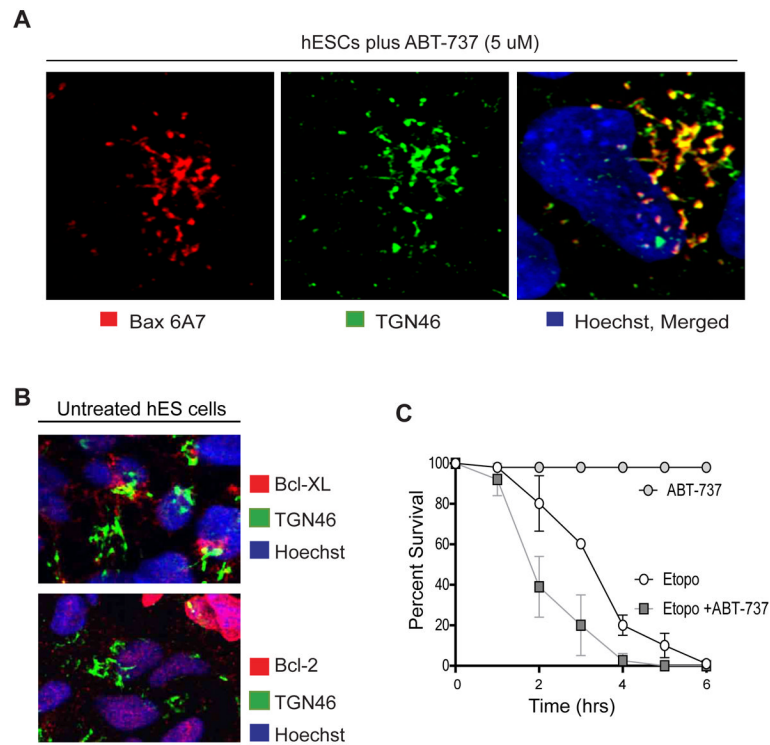 A
hESCs plus ABT-737 (5 uM)
Bax 6A7
TGN46
Hoechst, Merged
B
Untreated hES cells
Bcl-XL
TGN46
Hoechst
Bcl-2
TGN46
Hoechst
C
Percent Survival
100
80
60
40
20
0
0 2 4 6
Time (hrs)
ABT-737
Etopo
Etopo +ABT-737